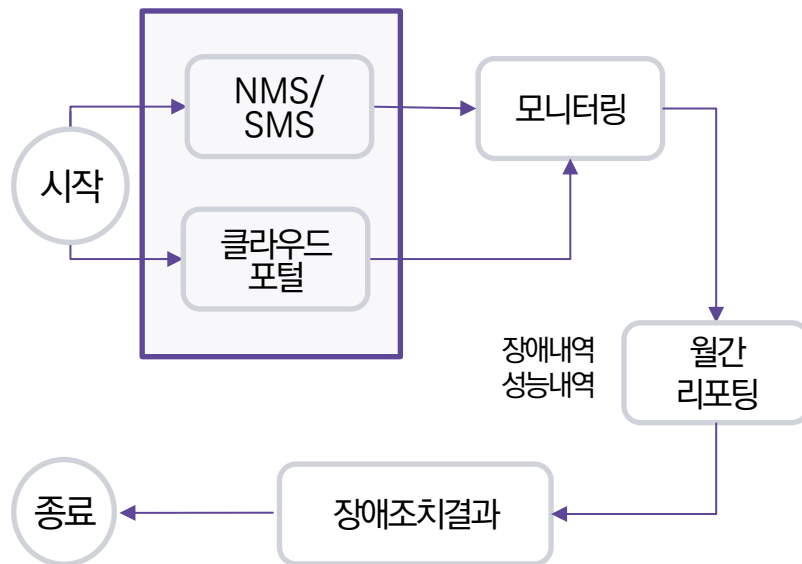 NMS/
SMS
모니터링
시작
클라우드
포털
장애내역
성능내역
월간
리포팅
종료
장애조치결과